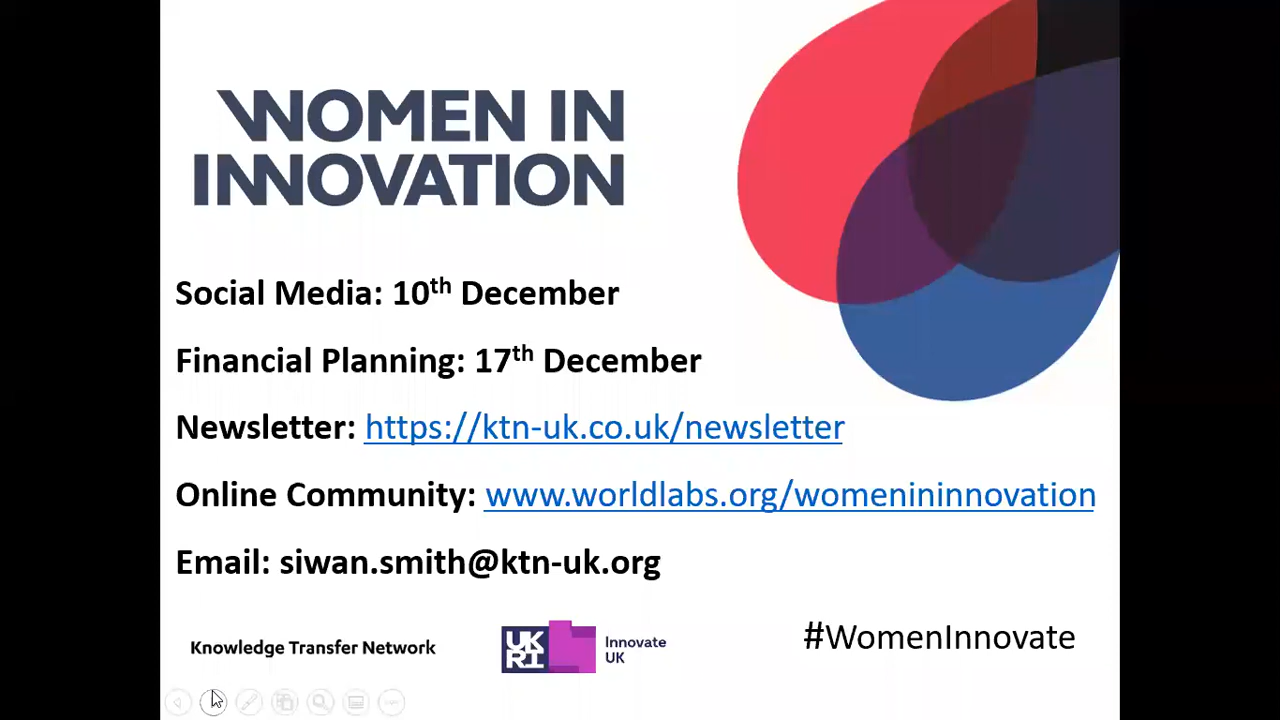 WOMEN IN
INNOVATION
Social Media: 10th December
Financial Planning: 17th December
Newsletter: https://ktn-uk.co.uk/newsletter
Online Community: www.worldlabs.org/womenininnovation
Email: siwan.smith@ktn-uk.org
Knowledge Transfer Network
UK
RI
Innovate
UK
#WomenInnovate